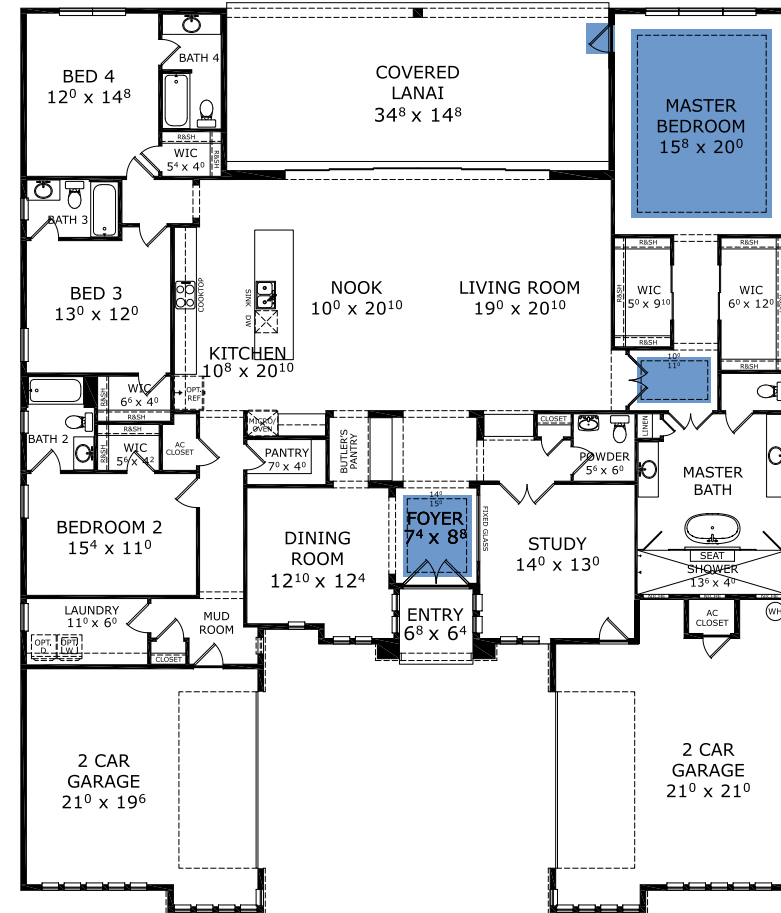 BED 4
12⁰ x 14⁸
BATH 4
R&SH
WIC
5⁴ x 4⁰
R&SH
COVERED
LANAI
34⁸ x 14⁸
MASTER
BEDROOM
15⁸ x 20⁰
BATH 3
BED 3
13⁰ x 12⁰
COOKTOP
SINK
DW
NOOK
10⁰ x 20¹⁰
LIVING ROOM
19⁰ x 20¹⁰
KITCHEN
10⁸ x 20¹⁰
R&SH
R&SH
WIC
5⁰ x 9¹⁰
R&SH
R&SH
WIC
6⁰ x 12⁰
R&SH
10⁰
11⁰
WIC
6⁶ x 4⁰
R&SH
R&SH
OPT.
REF
BATH 2
R&SH
WIC
5⁶ x 4²
R&SH
AC
CLOSET
MICRO/
OVEN
PANTRY
7⁰ x 4⁰
BUTLER'S
PANTRY
CLOSET
POWDER
5⁶ x 6⁰
LINEN
MASTER
BATH
BEDROOM 2
15⁴ x 11⁰
DINING
ROOM
12¹⁰ x 12⁴
14⁰
15⁰
FOYER
7⁴ x 8⁸
FIXED GLASS
STUDY
14⁰ x 13⁰
SEAT
SHOWER
13⁶ x 4⁰
LAUNDRY
11⁰ x 6⁰
OPT.
D.
OPT.
W.
MUD
ROOM
CLOSET
ENTRY
6⁸ x 6⁴
AC
CLOSET
WH
2 CAR
GARAGE
21⁰ x 19⁶
2 CAR
GARAGE
21⁰ x 21⁰